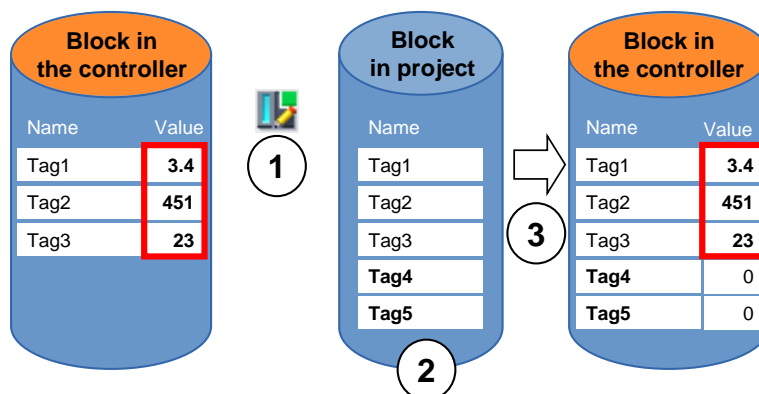 Block in
the controller
Name Value
Tag1 3.4
Tag2 451
Tag3 23
1
Block
in project
Name
Tag1
Tag2
Tag3
Tag4
Tag5
2
3
Block in
the controller
Name Value
Tag1 3.4
Tag2 451
Tag3 23
Tag4 0
Tag5 0